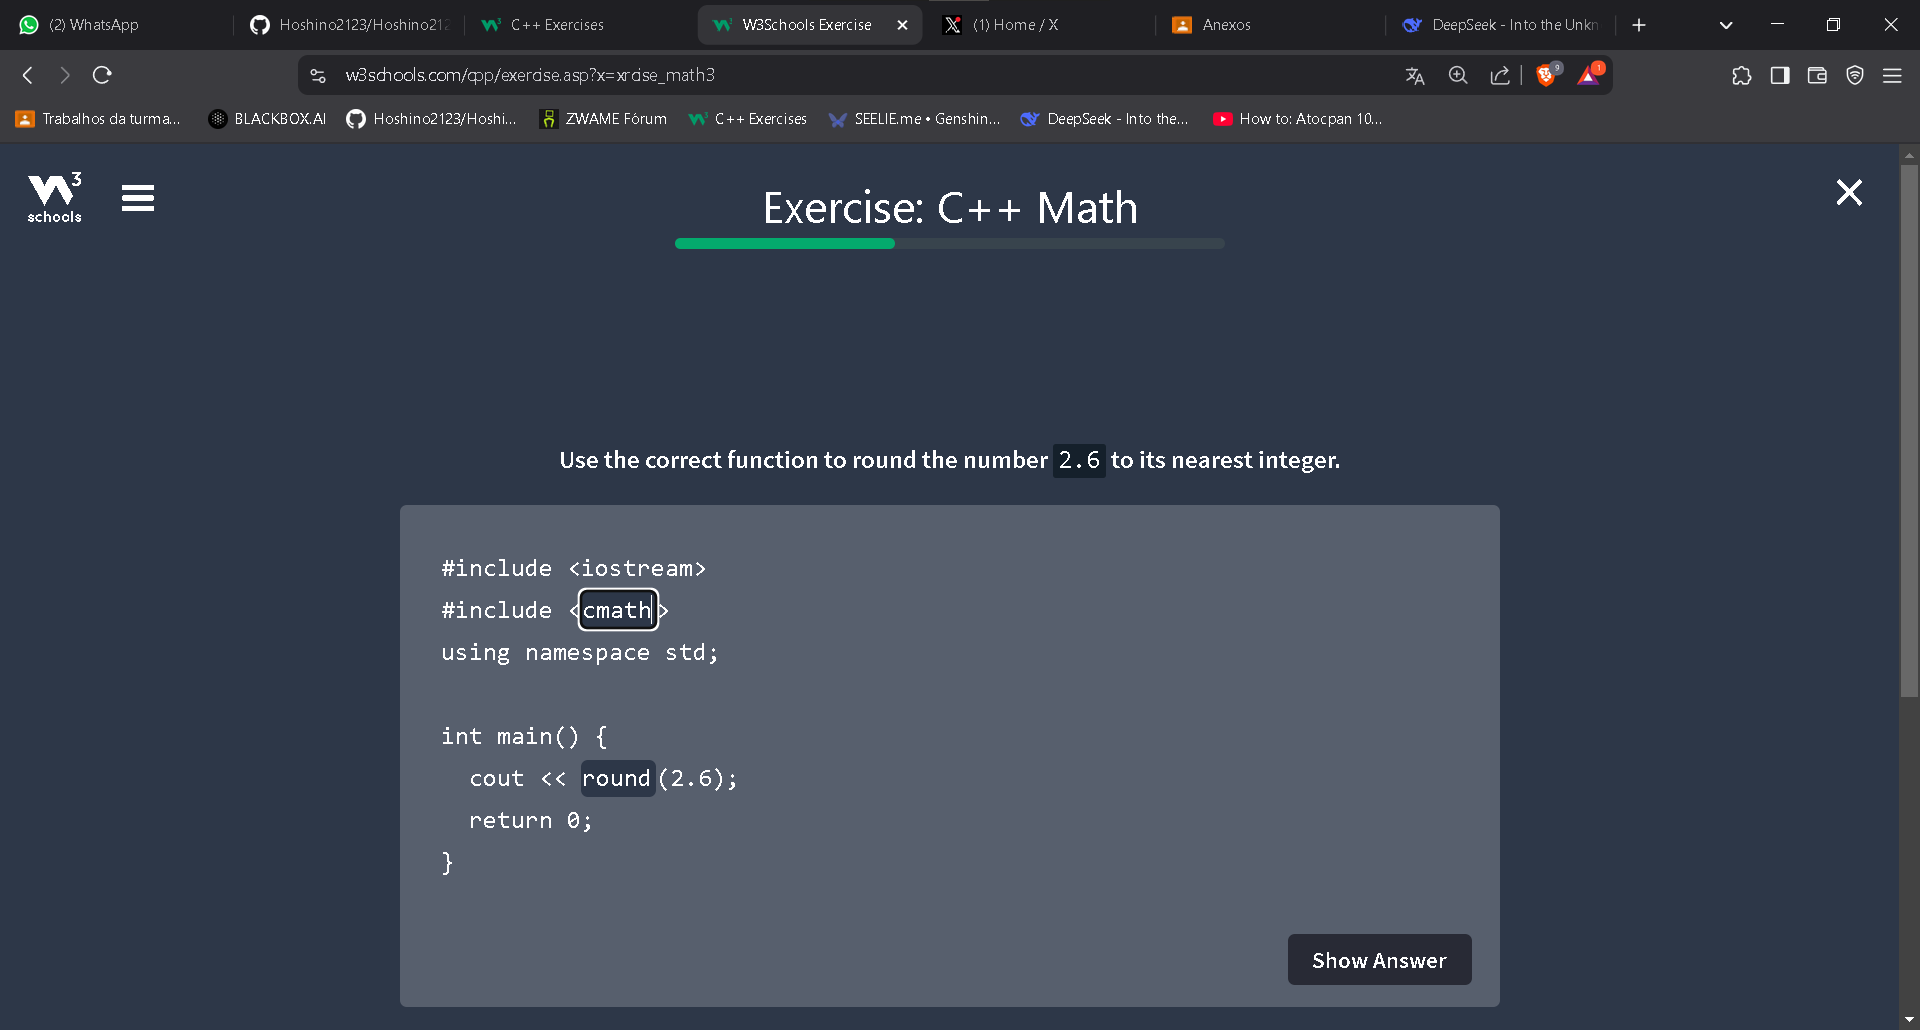 (2) WhatsApp
Hoshino2123/Hoshino212
C++ Exercises
W3Schools Exercise
(1) Home / X
Anexos
DeepSeek - Into the Unkn
w3schools.com/cpp/exercise.asp?x=xrcise_math3
9
1
Trabalhos da turma...
BLACKBOX.AI
Hoshino2123/Hoshi...
ZWAME Fórum
C++ Exercises
SEELIE.me • Genshin...
DeepSeek - Into the...
How to: Atocpan 10...
W3
schools
Exercise: C++ Math
Use the correct function to round the number 2.6 to its nearest integer.
#include <iostream>
#include <cmath>
using namespace std;
int main() {
cout << round(2.6);
return 0;
}
Show Answer